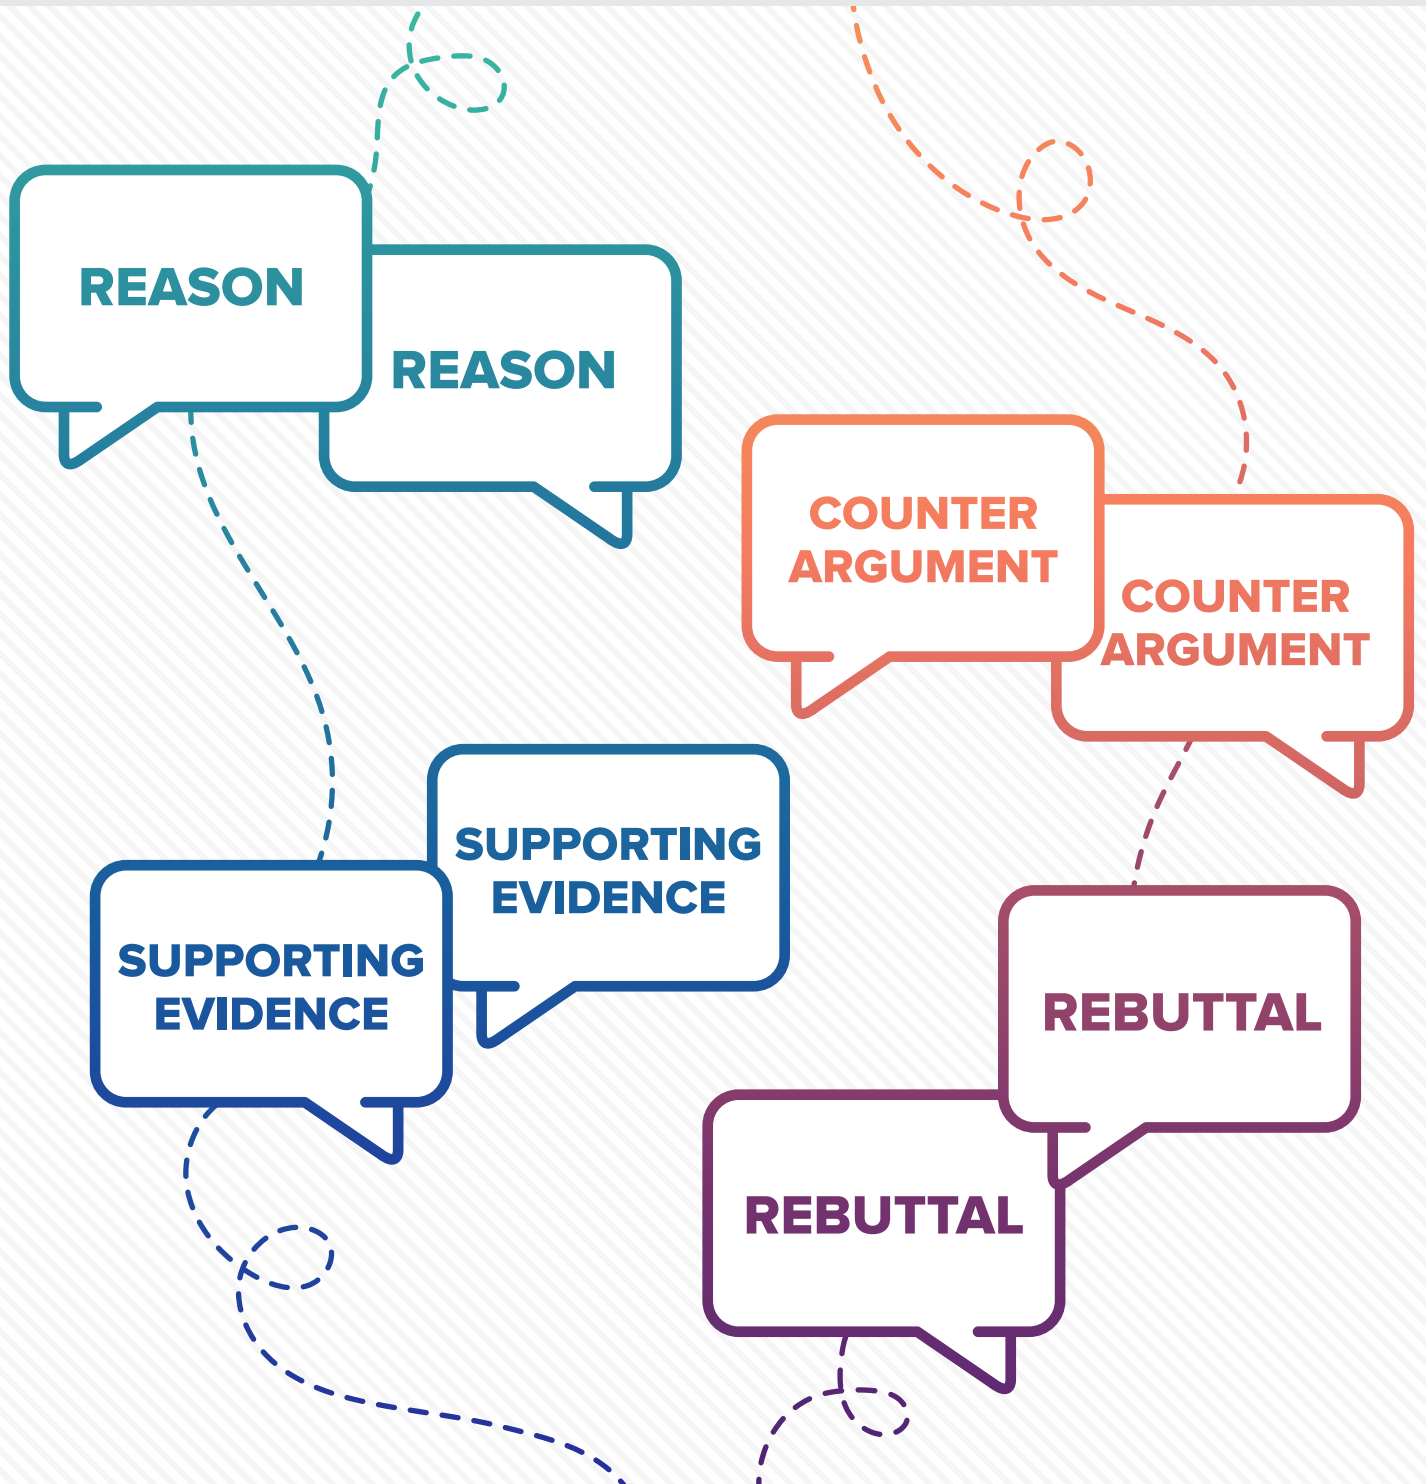 REASON
REASON
COUNTER
ARGUMENT
COUNTER
ARGUMENT
SUPPORTING
EVIDENCE
SUPPORTING
EVIDENCE
REBUTTAL
REBUTTAL